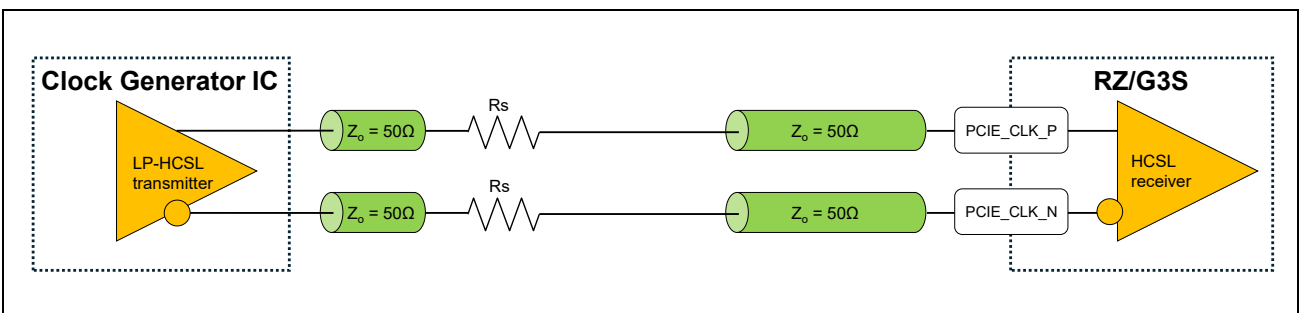 Clock Generator IC
RZ/G3S
Rs
Zo = 50Ω
Zo = 50Ω
PCIE_CLK_P
LP-HCSL
transmitter
HCSL
receiver
Rs
Zo = 50Ω
Zo = 50Ω
PCIE_CLK_N